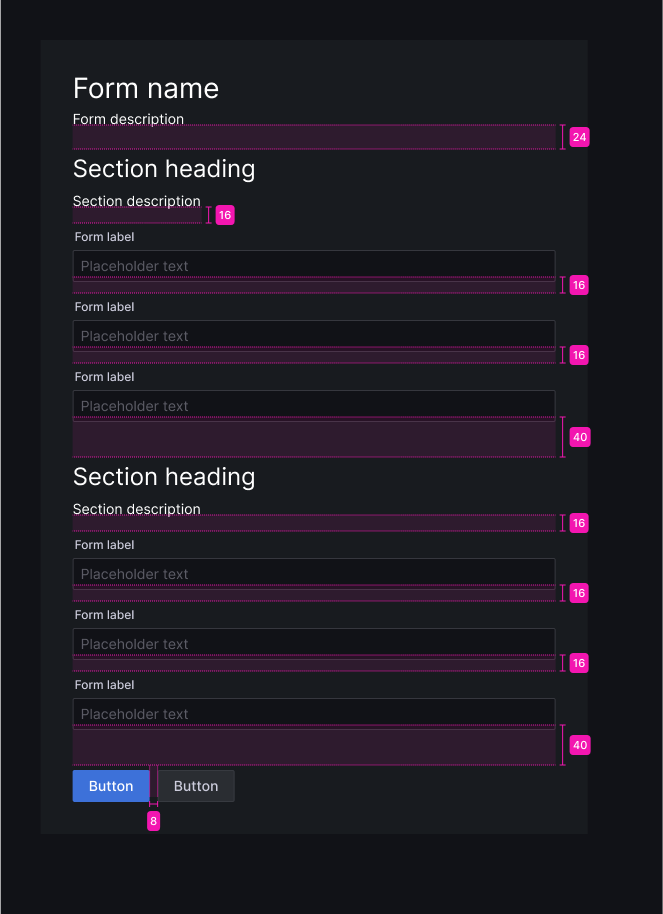 Form name
Form description
24
Section heading
Section description
16
Form label
Placeholder text
16
Form label
Placeholder text
16
Form label
Placeholder text
40
Section heading
Section description
16
Form label
Placeholder text
16
Form label
Placeholder text
16
Form label
Placeholder text
40
Button Button
8